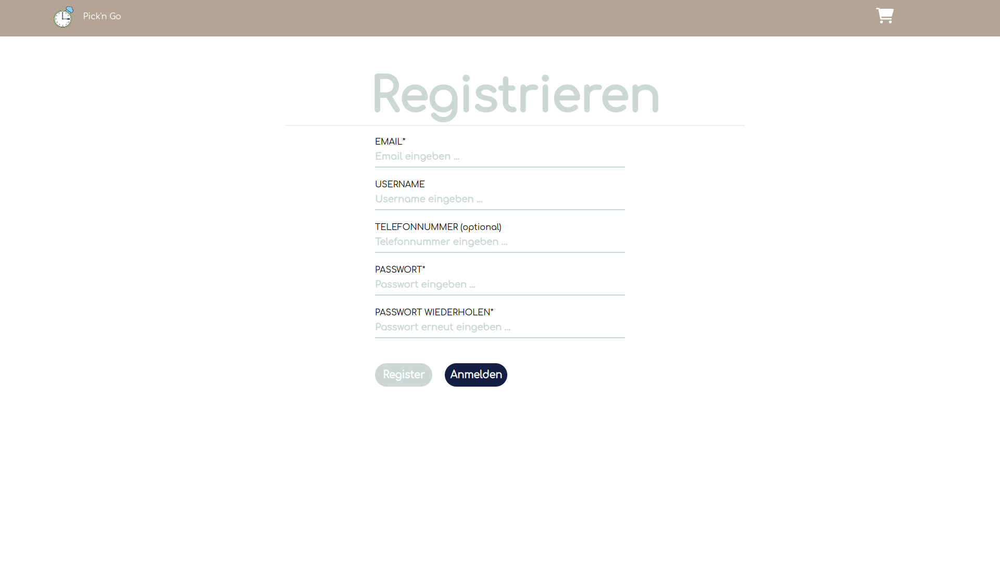 Pick'n Go
Registrieren
EMAIL*
Email eingeben ...
USERNAME
Username eingeben ...
TELEFONNUMMER (optional)
Telefonnummer eingeben ...
PASSWORT*
Passwort eingeben ...
PASSWORT WIEDERHOLEN*
Passwort erneut eingeben ...
Register Anmelden